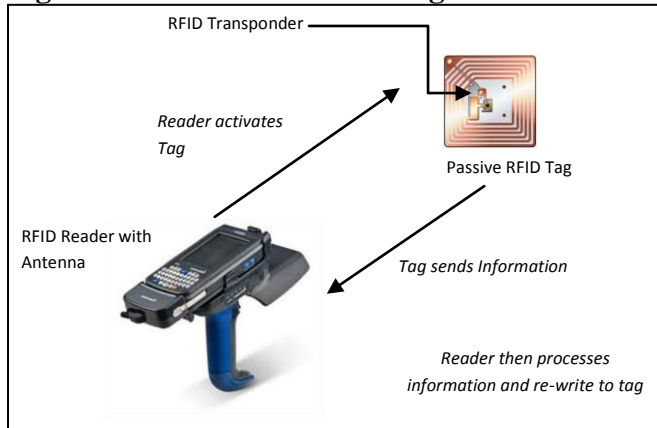 RFID Transponder
Reader activates
Tag
Passive RFID Tag
RFID Reader with
Antenna
Tag sends Information
Reader then processes
information and re-write to tag